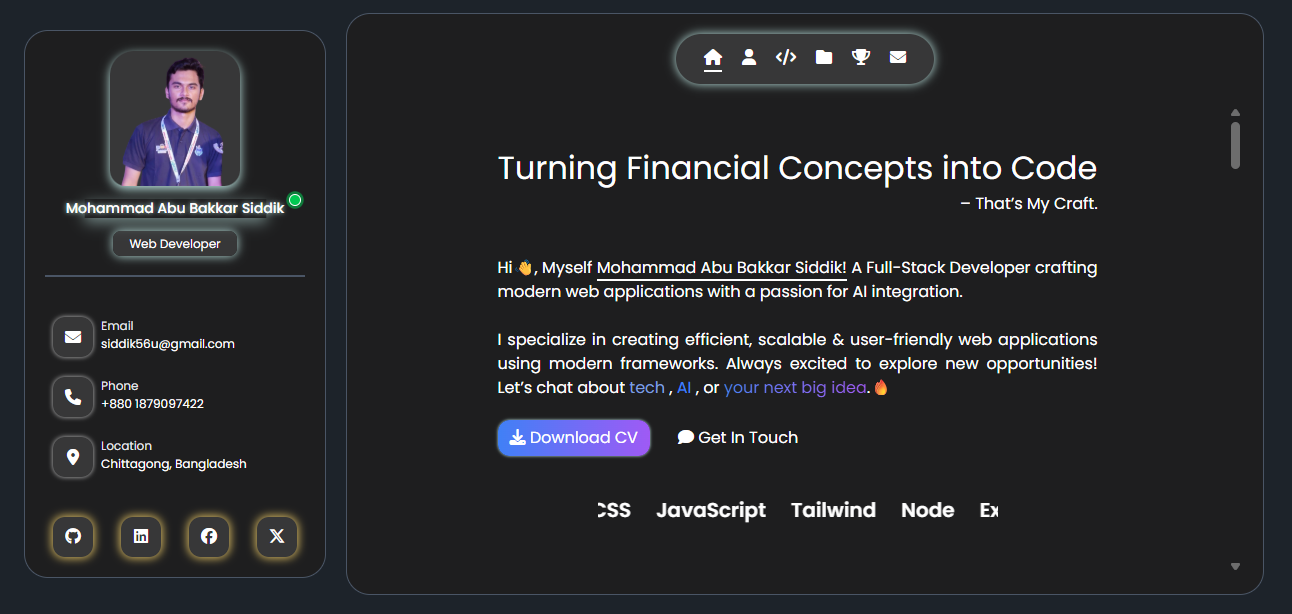 Mohammad Abu Bakkar Siddik
Web Developer
Email
siddik56u@gmail.com
Phone
+880 1879097422
Location
Chittagong, Bangladesh
Turning Financial Concepts into Code
– That’s My Craft.
Hi 👋, Myself Mohammad Abu Bakkar Siddik! A Full-Stack Developer crafting
modern web applications with a passion for AI integration.
I specialize in creating efficient, scalable & user-friendly web applications
using modern frameworks. Always excited to explore new opportunities!
Let’s chat about tech , AI , or your next big idea. 🔥
Download CV
Get In Touch
CSS JavaScript Tailwind Node Ex